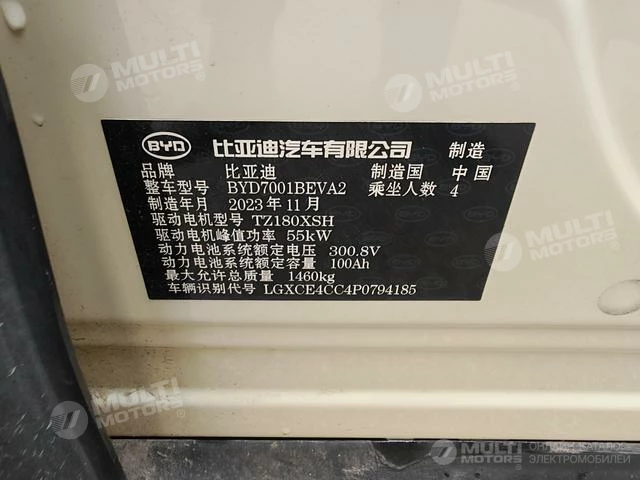 BYD 比亚迪汽车有限公司 制造
品牌 比亚迪 制造国 中国
整车型号 BYD7001BEVA2 乘坐人数 4
制造年月 2023年11月
驱动电机型号 TZ180XSH
驱动电机峰值功率 55kW
动力电池系统额定电压 300.8V
动力电池系统额定容量 100Ah
最大允许总质量 1460kg
车辆识别代号 LGXCE4CC4P0794185
MULTI MOTORS
MULTI MOTORS
MULTI MOTORS
MULTI MOTORS
MULTI MOTORS
MULTI MOTORS ОНЛАЙН-КАТАЛОГ ЭЛЕКТРОМОБИЛЕЙ